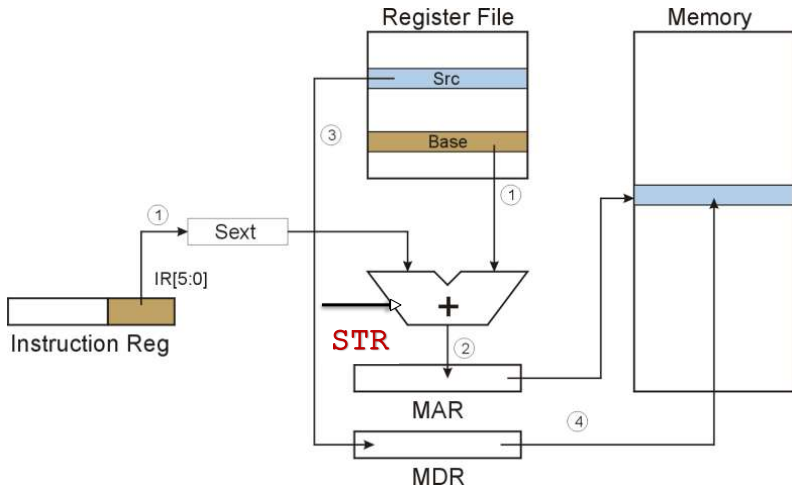 Register File
Memory
Src
③
Base
①
①
Sext
IR[5:0]
+
STR
②
Instruction Reg
MAR
④
MDR